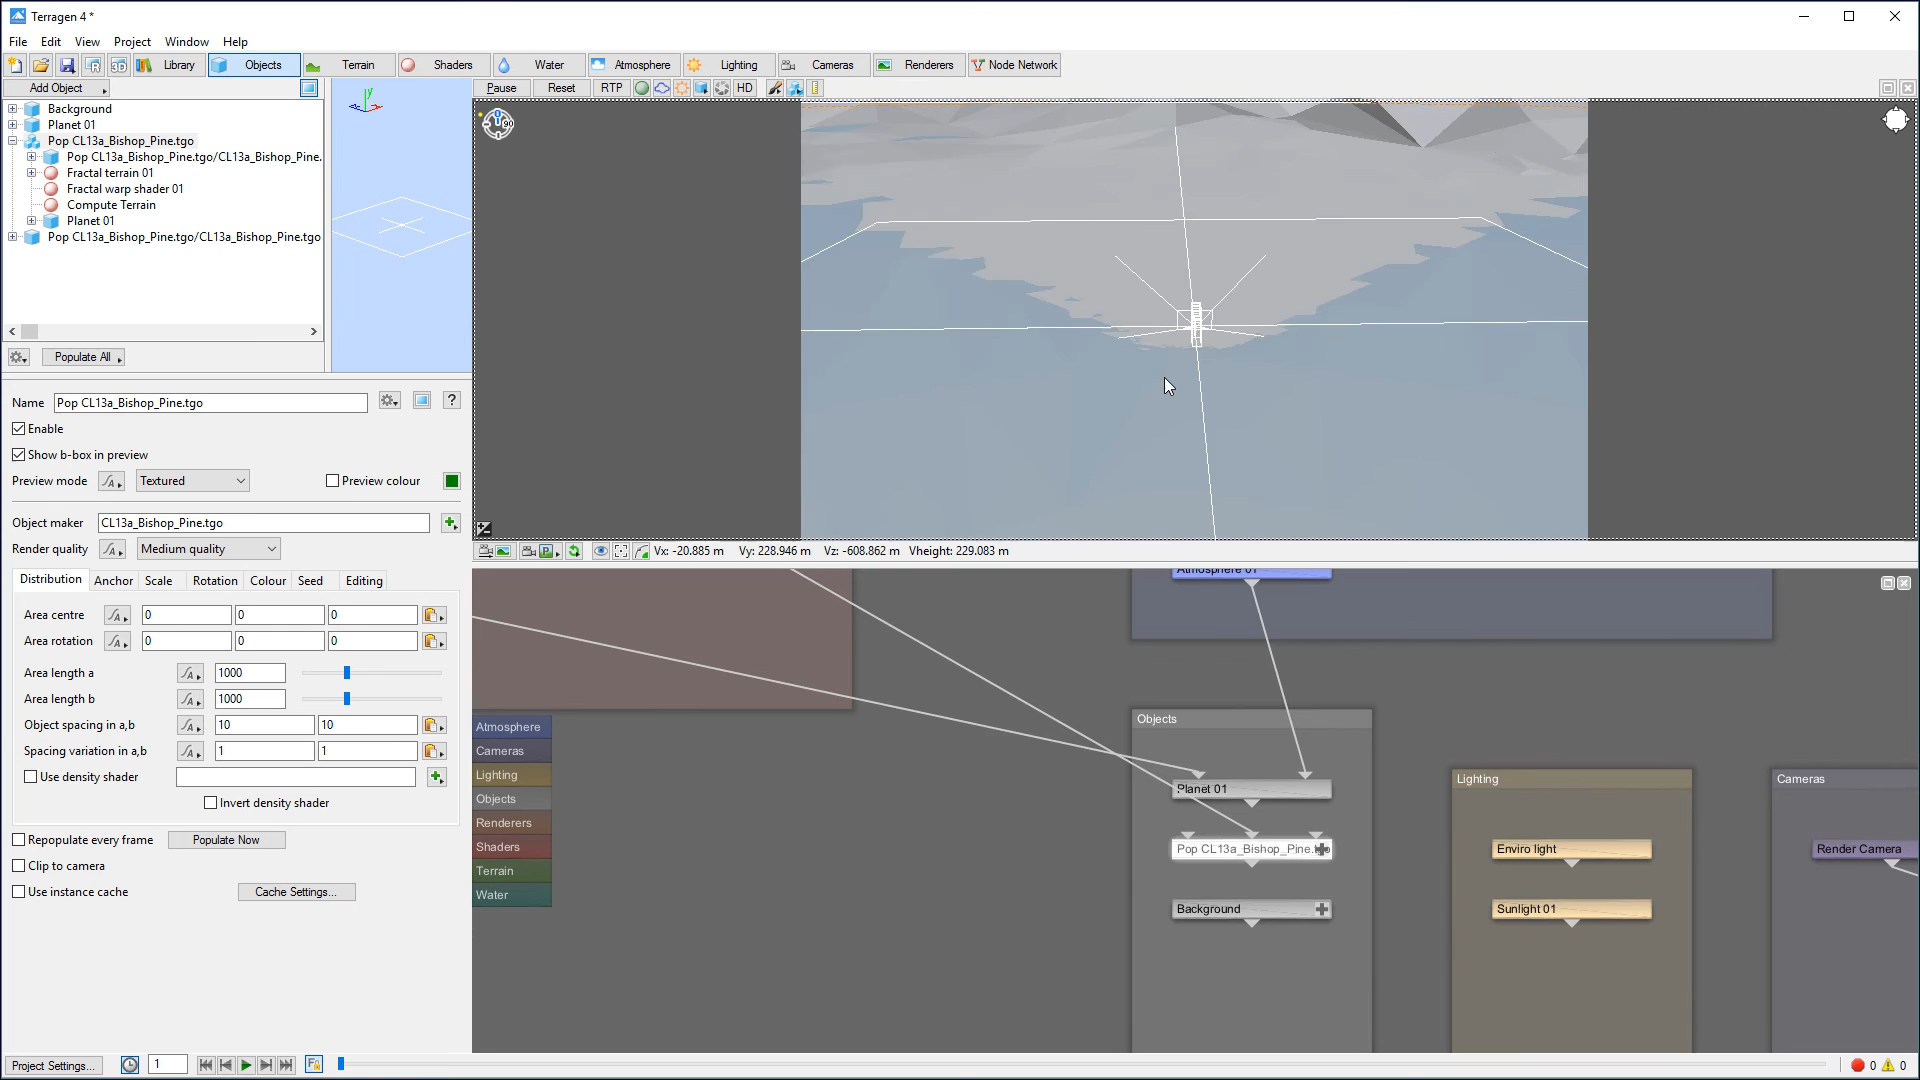 Terragen 4 *
File Edit View Project Window Help
Library Objects Terrain Shaders Water Atmosphere Lighting Cameras Renderers Node Network
Add Object Pause Reset RTP HD
Background
Planet 01
Pop CL13a_Bishop_Pine.tgo
Pop CL13a_Bishop_Pine.tgo/CL13a_Bishop_Pine.
Fractal terrain 01
Fractal warp shader 01
Compute Terrain
Planet 01
Pop CL13a_Bishop_Pine.tgo/CL13a_Bishop_Pine.tgo
y
90
Populate All
Name Pop CL13a_Bishop_Pine.tgo ?
Enable
Show b-box in preview
Preview mode Textured Preview colour
Object maker CL13a_Bishop_Pine.tgo
Render quality Medium quality
Vx: -20.885 m Vy: 228.946 m Vz: -608.862 m Vheight: 229.083 m
Distribution Anchor Scale Rotation Colour Seed Editing
Area centre 0 0 0
Area rotation 0 0 0
Area length a 1000
Area length b 1000
Object spacing in a,b 10 10
Spacing variation in a,b 1 1
Use density shader
Invert density shader
Repopulate every frame Populate Now
Clip to camera
Use instance cache Cache Settings...
Atmosphere 01
Atmosphere
Cameras
Lighting
Objects
Renderers
Shaders
Terrain
Water
Objects
Planet 01
Pop CL13a_Bishop_Pine.
Background
Lighting
Enviro light
Sunlight 01
Cameras
Render Camera
Project Settings... 1 0 0